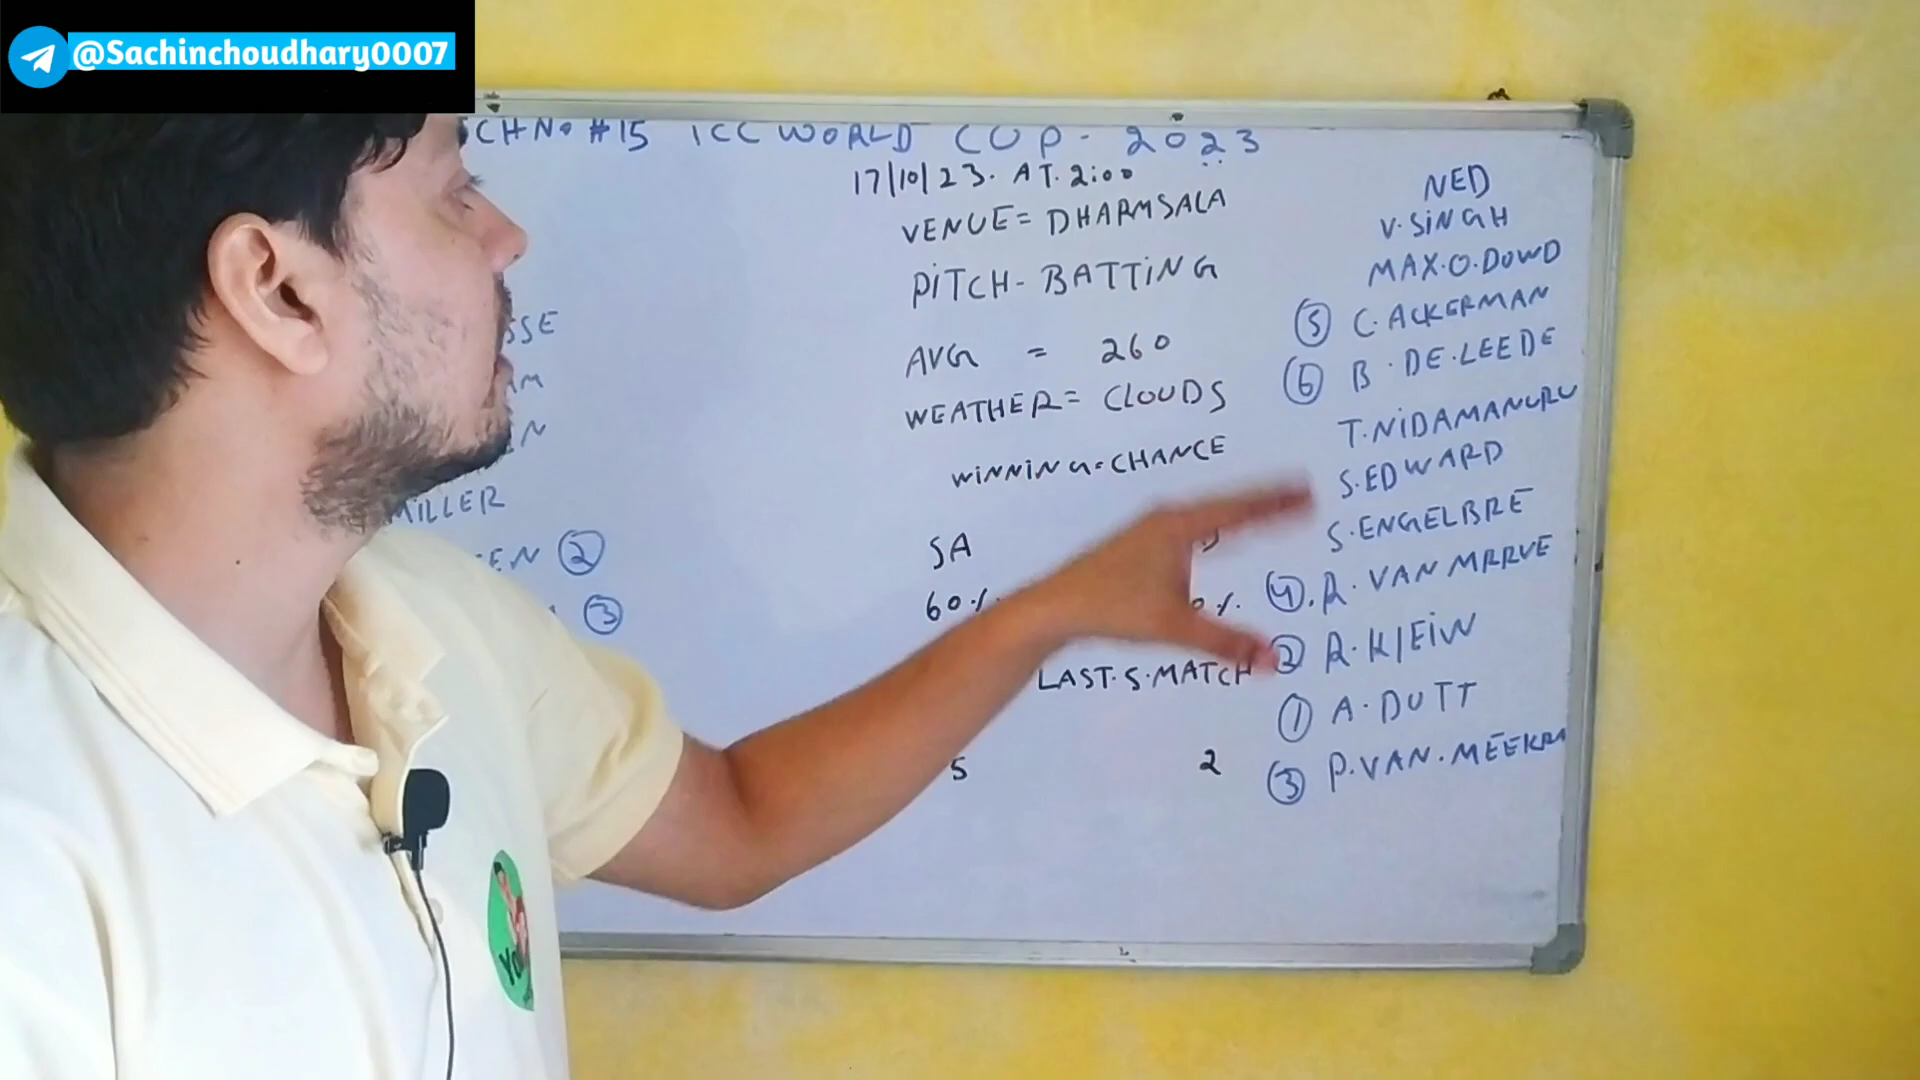 @Sachinchoudhary0007
CH No #15 ICC WORLD CUP - 2023
17/10/23. AT. 2:00
VENUE = DHARMSALA
PITCH - BATTING
AVG = 260
WEATHER = CLOUDS
WINNING = CHANCE
SA
60%
LAST. 5. MATCH
5 2
SSE
AM
EN
MILLER
EN ②
③
NED
V. SINGH
MAX. O. DOWD
⑤ C. ACKERMAN
⑥ B. DE. LEEDE
T. NIDAMANURU
S. EDWARD
S. ENGELBRE
④. R. VAN MRRVE
② R. KLEIN
① A. DUTT
③ P. VAN. MEEKRA